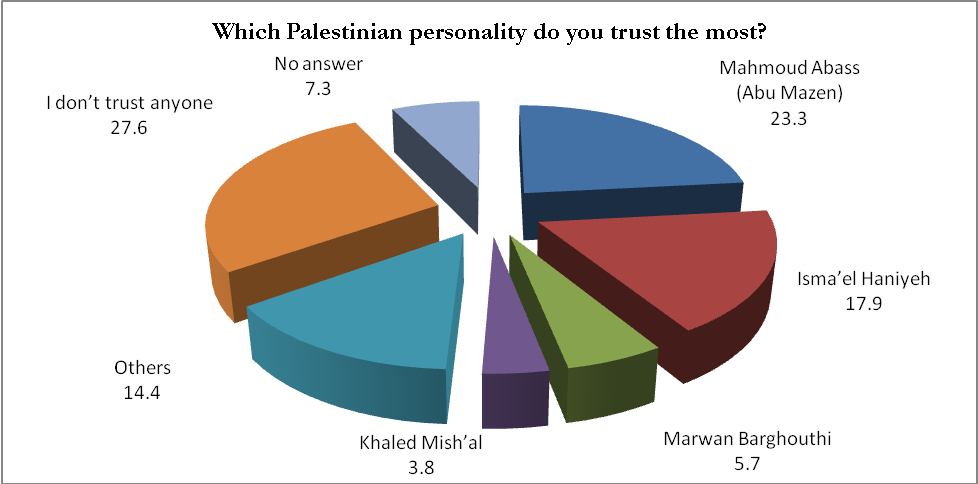 Which Palestinian personality do you trust the most?
No answer
7.3
Mahmoud Abass
(Abu Mazen)
23.3
I don't trust anyone
27.6
Isma'el Haniyeh
17.9
Others
14.4
Khaled Mish'al
3.8
Marwan Barghouthi
5.7